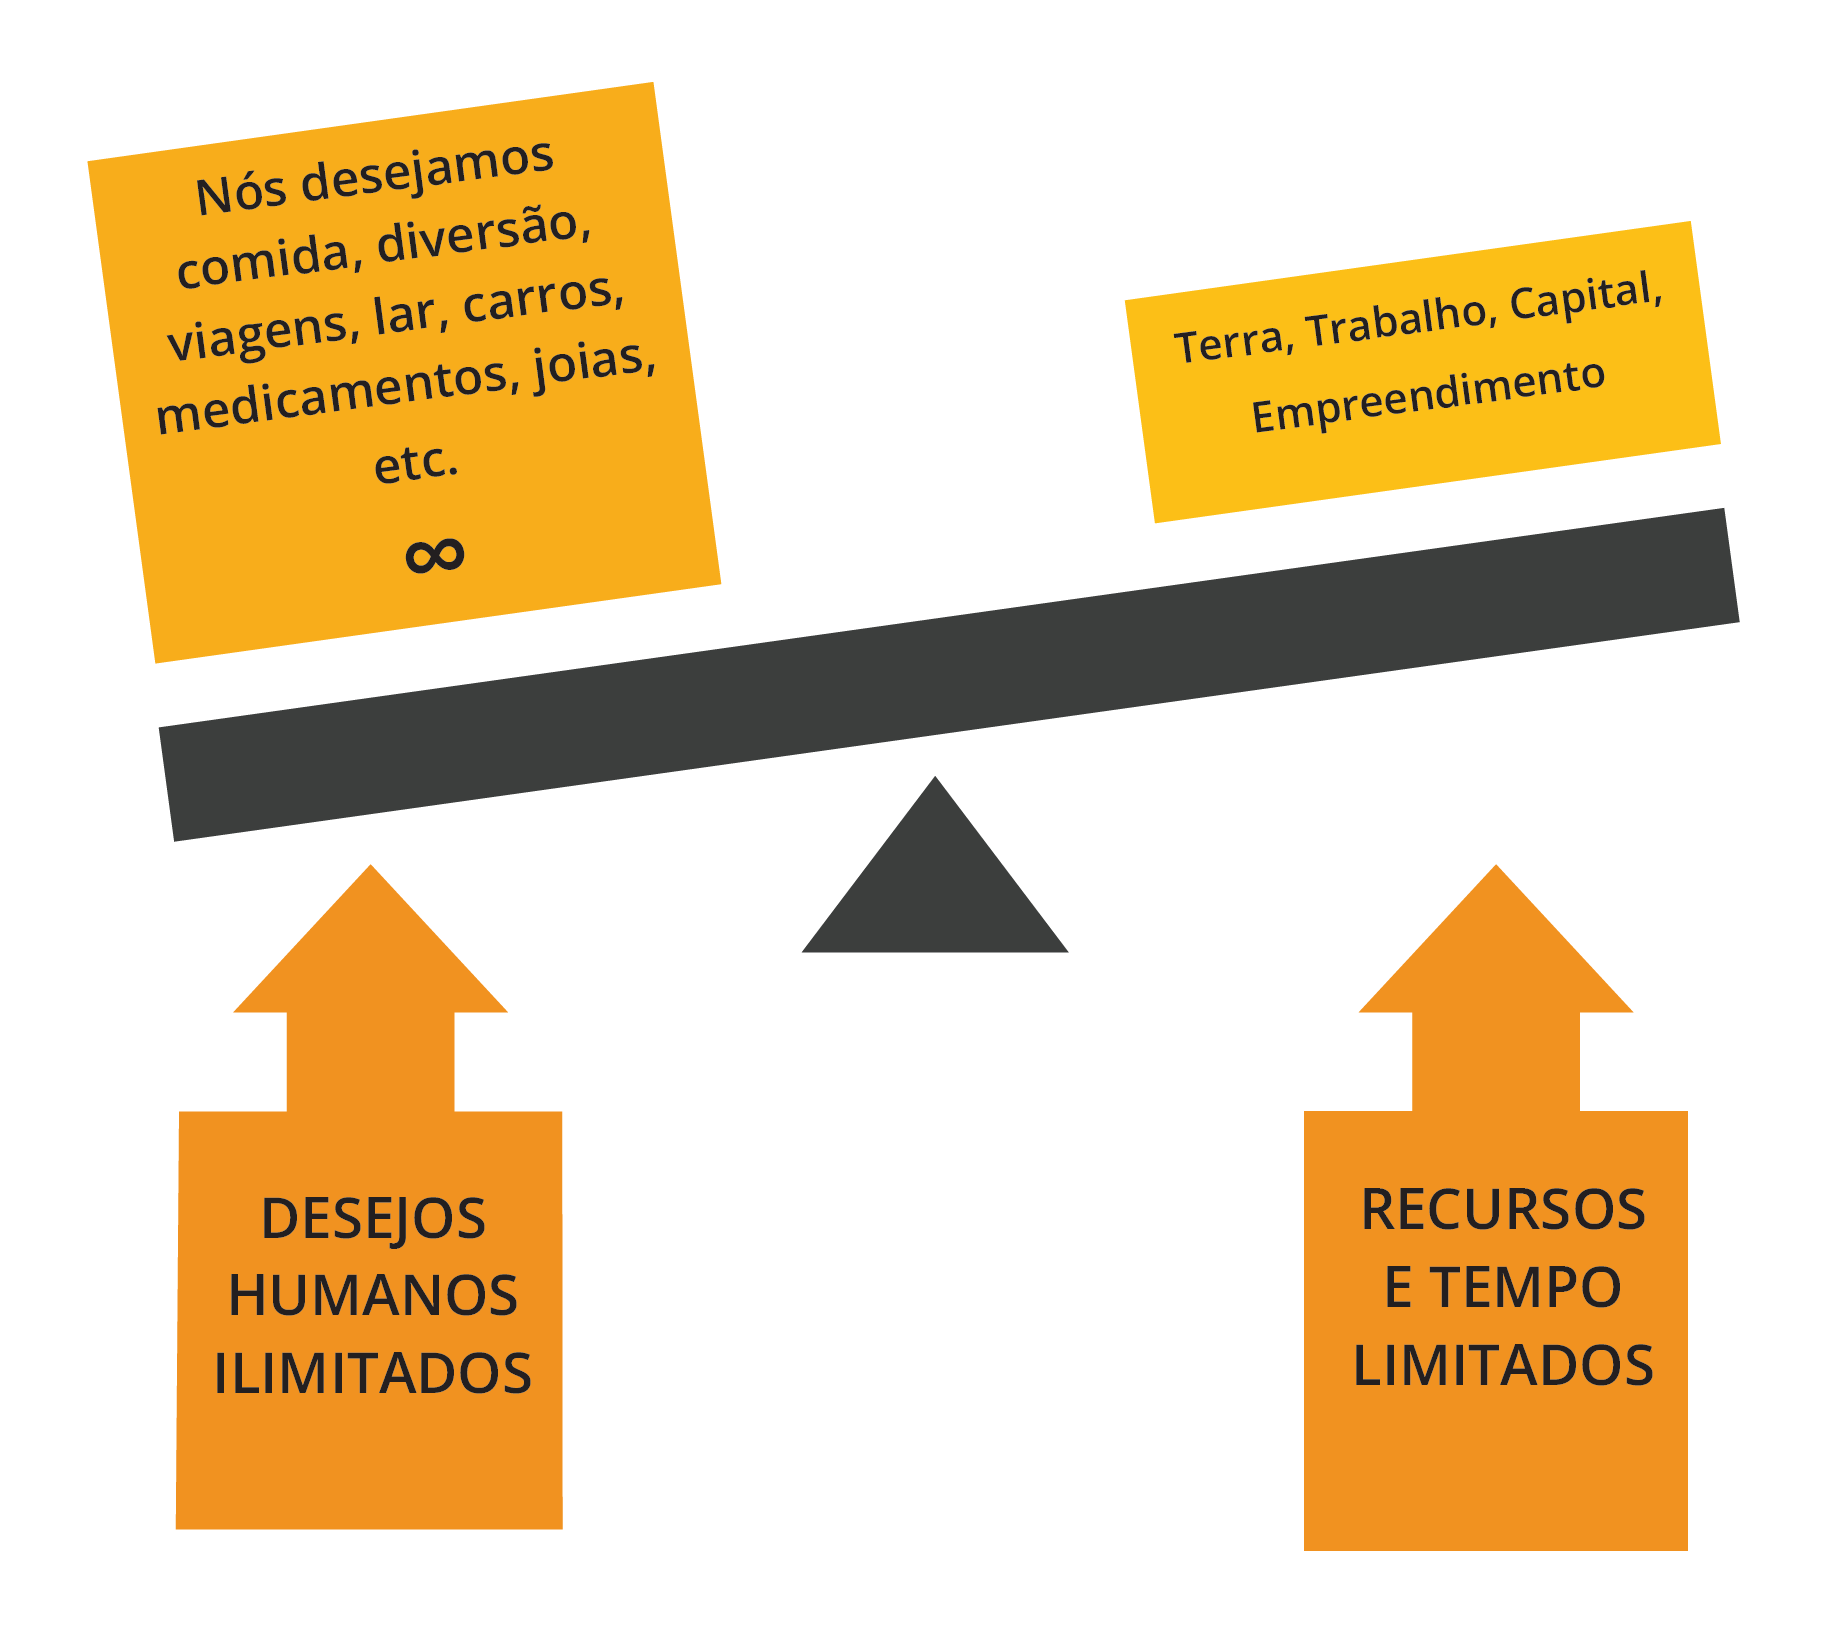 Nós desejamos
comida, diversão,
viagens, lar, carros,
medicamentos, joias,
etc.
∞
Terra, Trabalho, Capital,
Empreendimento
DESEJOS
HUMANOS
ILIMITADOS
RECURSOS
E TEMPO
LIMITADOS